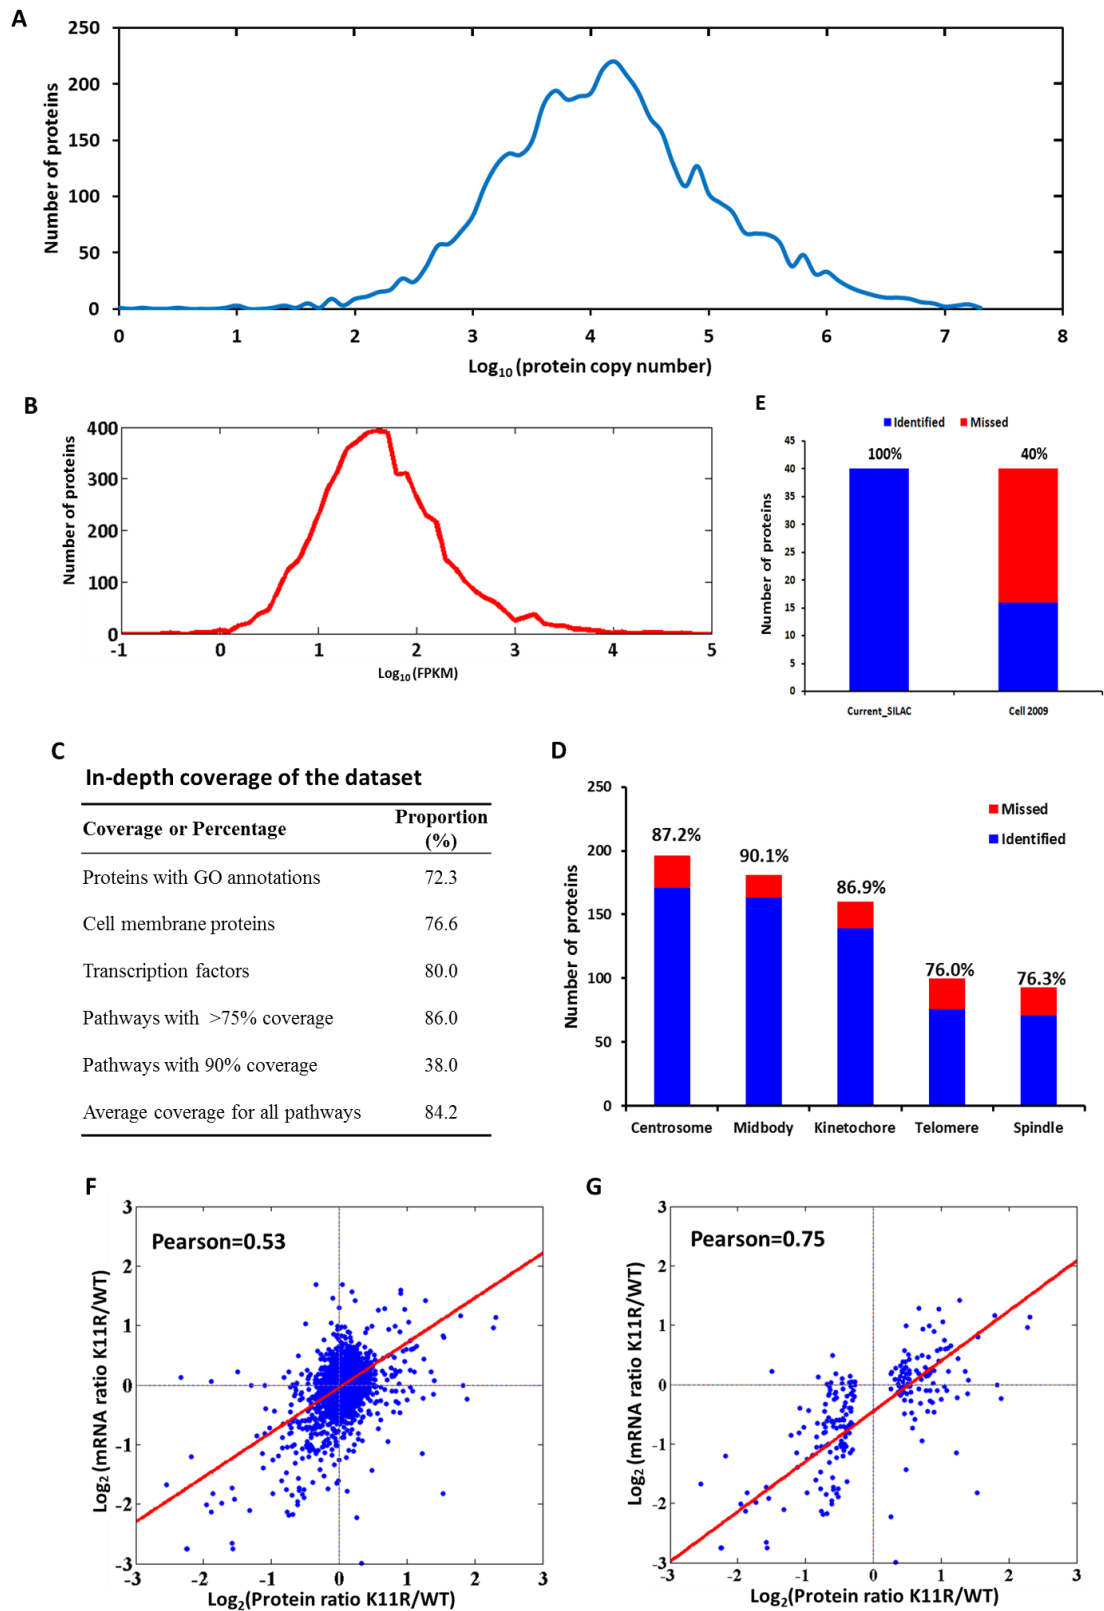 A
250
200
150
100
50
0
Number of proteins
0 1 2 3 4 5 6 7 8
Log10 (protein copy number)
B
400
300
200
100
0
Number of proteins
-1 0 1 2 3 4 5
Log10 (FPKM)
E
Identified Missed
45
40
35
30
25
20
15
10
5
0
Number of proteins
100% 40%
Current_SILAC Cell 2009
C
In-depth coverage of the dataset
Coverage or Percentage Proportion (%)
Proteins with GO annotations 72.3
Cell membrane proteins 76.6
Transcription factors 80.0
Pathways with >75% coverage 86.0
Pathways with 90% coverage 38.0
Average coverage for all pathways 84.2
D
250
200
150
100
50
0
Number of proteins
Missed
Identified
87.2% 90.1% 86.9% 76.0% 76.3%
Centrosome Midbody Kinetochore Telomere Spindle
F
Pearson=0.53
3
2
1
0
-1
-2
-3
Log2 (mRNA ratio K11R/WT)
-3 -2 -1 0 1 2 3
Log2(Protein ratio K11R/WT)
G
Pearson=0.75
3
2
1
0
-1
-2
-3
Log2 (mRNA ratio K11R/WT)
-3 -2 -1 0 1 2 3
Log2(Protein ratio K11R/WT)